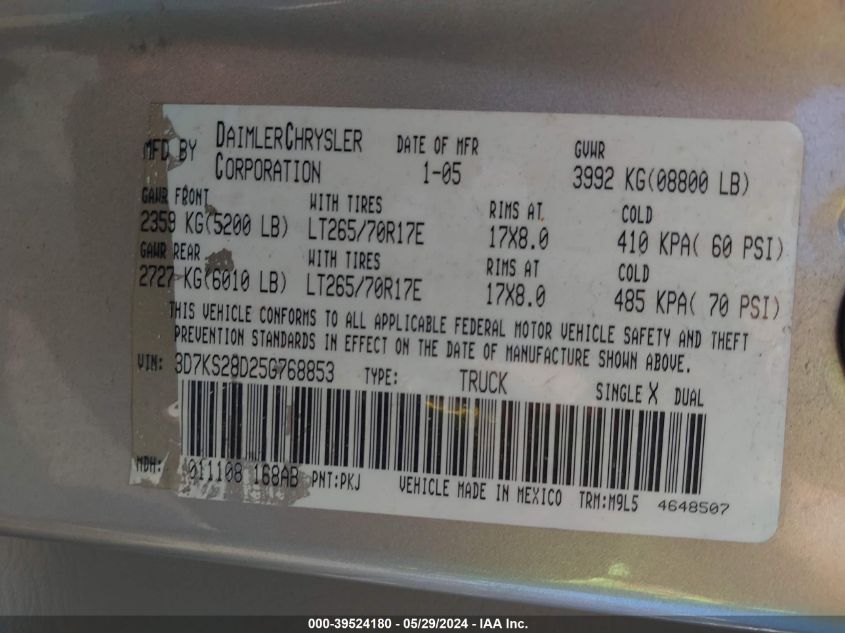 MFD BY DAIMLERCHRYSLER CORPORATION
DATE OF MFR 1-05
GVWR 3992 KG(08800 LB)
GAWR FRONT WITH TIRES RIMS AT COLD
2359 KG(5200 LB) LT265/70R17E 17X8.0 410 KPA( 60 PSI)
GAWR REAR WITH TIRES RIMS AT COLD
2727 KG(6010 LB) LT265/70R17E 17X8.0 485 KPA( 70 PSI)
THIS VEHICLE CONFORMS TO ALL APPLICABLE FEDERAL MOTOR VEHICLE SAFETY AND THEFT
PREVENTION STANDARDS IN EFFECT ON THE DATE OF MANUFACTURE SHOWN ABOVE.
VIN: 3D7KS28D25G768853 TYPE: TRUCK SINGLE X DUAL
MDH: 011108 168AB PNT:PKJ VEHICLE MADE IN MEXICO TRM:M9L5 4648507
000-39524180 - 05/29/2024 - IAA Inc.